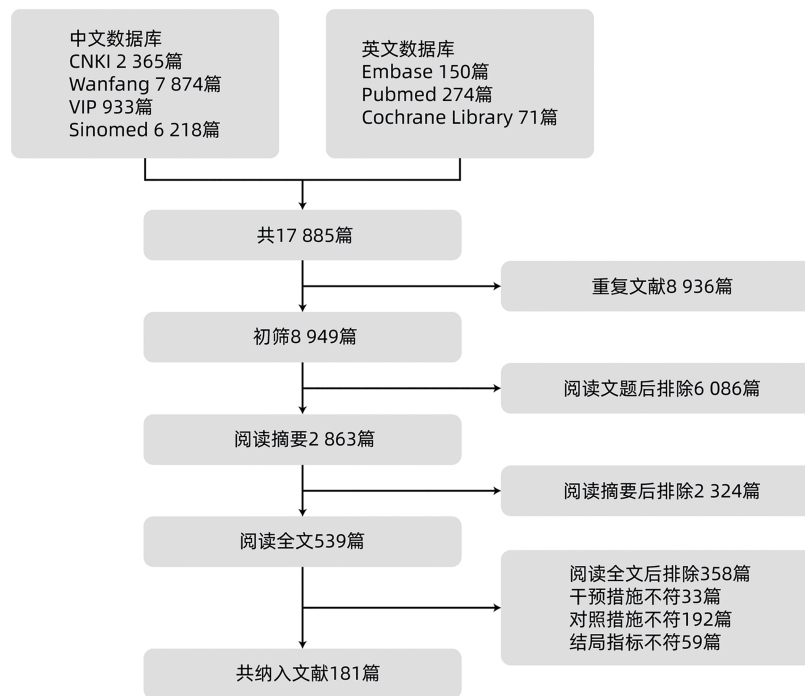 中文数据库
CNKI 2 365篇
Wanfang 7 874篇
VIP 933篇
Sinomed 6 218篇
英文数据库
Embase 150篇
Pubmed 274篇
Cochrane Library 71篇
共17 885篇
重复文献8 936篇
初筛8 949篇
阅读文题后排除6 086篇
阅读摘要2 863篇
阅读摘要后排除2 324篇
阅读全文539篇
阅读全文后排除358篇
干预措施不符33篇
对照措施不符192篇
结局指标不符59篇
共纳入文献181篇